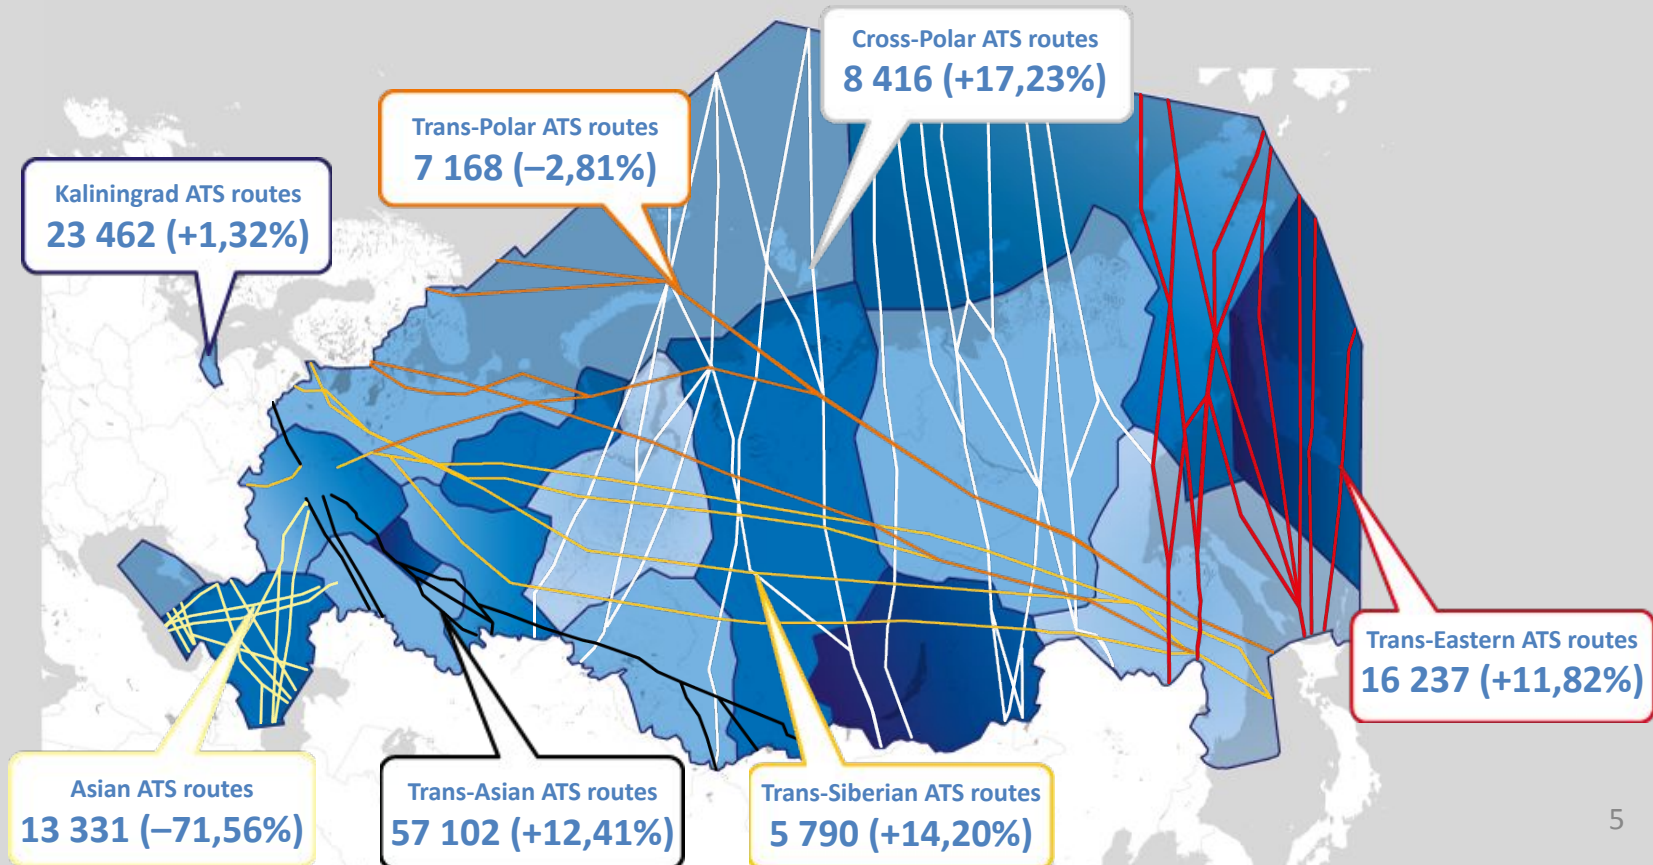 Cross-Polar ATS routes
8 416 (+17,23%)
Trans-Polar ATS routes
7 168 (–2,81%)
Kaliningrad ATS routes
23 462 (+1,32%)
Trans-Eastern ATS routes
16 237 (+11,82%)
Asian ATS routes
13 331 (–71,56%)
Trans-Asian ATS routes
57 102 (+12,41%)
Trans-Siberian ATS routes
5 790 (+14,20%)
5